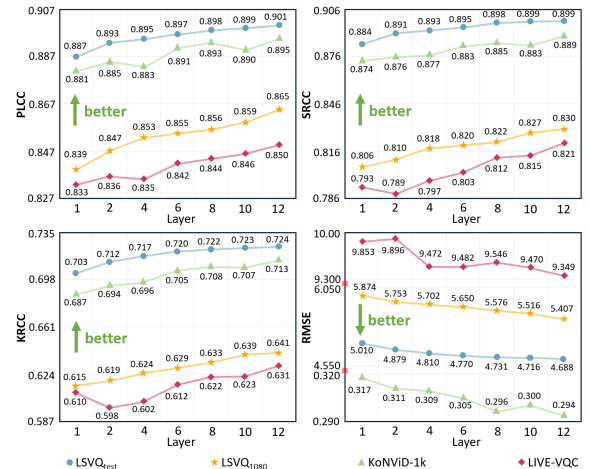 0.907
0.887
0.867
0.847
0.827
PLCC
0.887 0.893 0.895 0.897 0.898 0.899 0.901
0.881 0.885 0.883 0.891 0.893 0.890 0.895
better
0.839 0.847 0.853 0.855 0.856 0.859 0.865
0.833 0.836 0.835 0.842 0.844 0.846 0.850
1 2 4 6 8 10 12
Layer
0.906
0.876
0.846
0.816
0.786
SRCC
0.884 0.891 0.893 0.895 0.898 0.899 0.899
0.874 0.876 0.877 0.883 0.885 0.883 0.889
better
0.806 0.810 0.818 0.820 0.822 0.827 0.830
0.793 0.789 0.797 0.803 0.812 0.815 0.821
1 2 4 6 8 10 12
Layer
0.735
0.698
0.661
0.624
0.587
KRCC
0.703 0.712 0.717 0.720 0.722 0.723 0.724
0.687 0.694 0.696 0.705 0.708 0.707 0.713
better
0.615 0.619 0.624 0.629 0.633 0.639 0.641
0.610 0.598 0.602 0.612 0.622 0.623 0.631
1 2 4 6 8 10 12
Layer
10.00
9.300
6.050
4.550
0.320
0.290
RMSE
9.853 9.896 9.472 9.482 9.546 9.470 9.349
5.874 5.753 5.702 5.650 5.576 5.516 5.407
better
5.010 4.879 4.810 4.770 4.731 4.716 4.688
0.317 0.311 0.309 0.305 0.296 0.300 0.294
1 2 4 6 8 10 12
Layer
LSVQtest LSVQ1080 KoNViD-1k LIVE-VQC